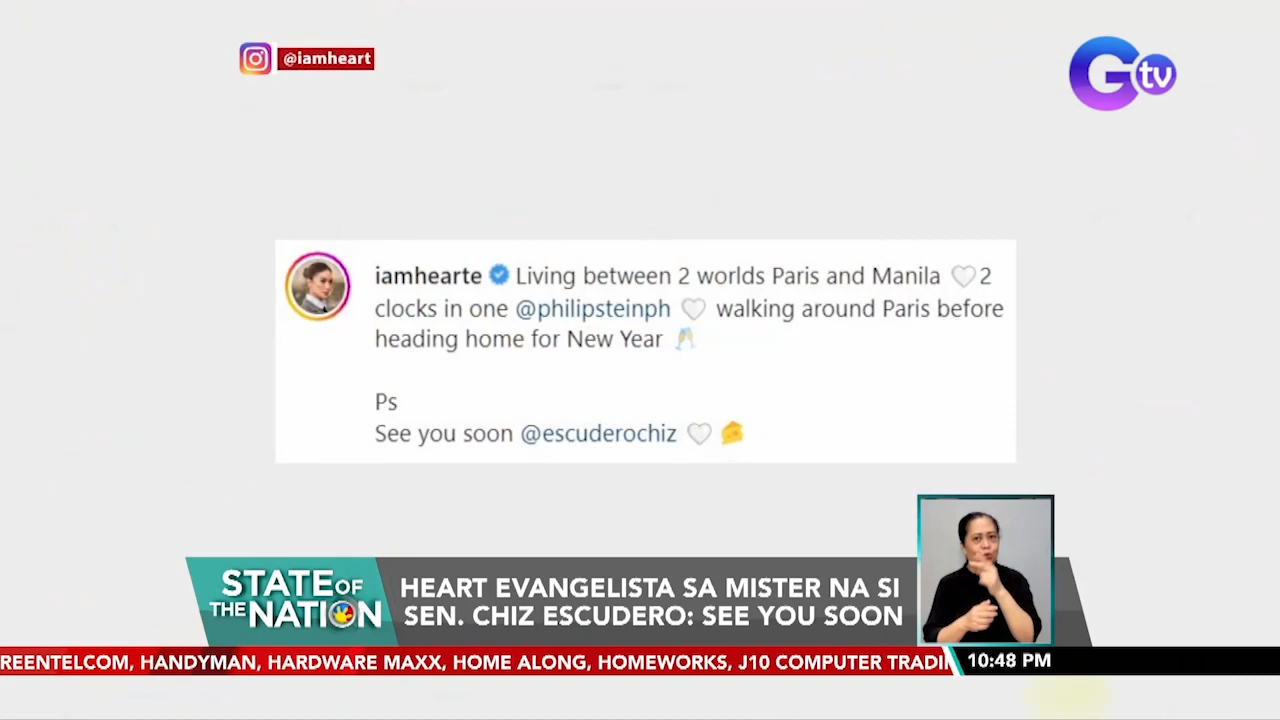 @iamheart
Gtv
iamhearte Living between 2 worlds Paris and Manila 🤍2
clocks in one @philipsteinph 🤍 walking around Paris before
heading home for New Year 🥂
Ps
See you soon @escuderochiz 🤍 🧀
STATE OF
THE NATION
HEART EVANGELISTA SA MISTER NA SI
SEN. CHIZ ESCUDERO: SEE YOU SOON
REENTELCOM, HANDYMAN, HARDWARE MAXX, HOME ALONG, HOMEWORKS, J10 COMPUTER TRADI
10:48 PM